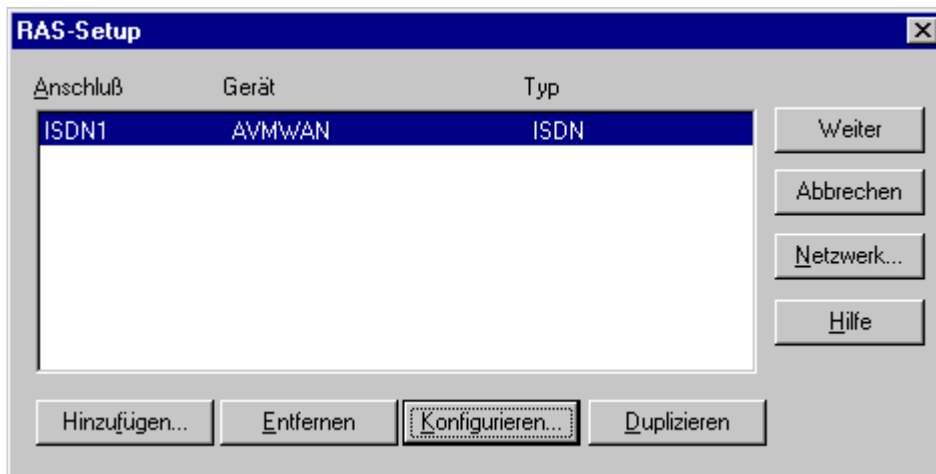 RAS-Setup
Anschluß Gerät Typ
ISDN1 AVMWAN ISDN
Weiter
Abbrechen
Netzwerk...
Hilfe
Hinzufügen... Entfernen Konfigurieren... Duplizieren